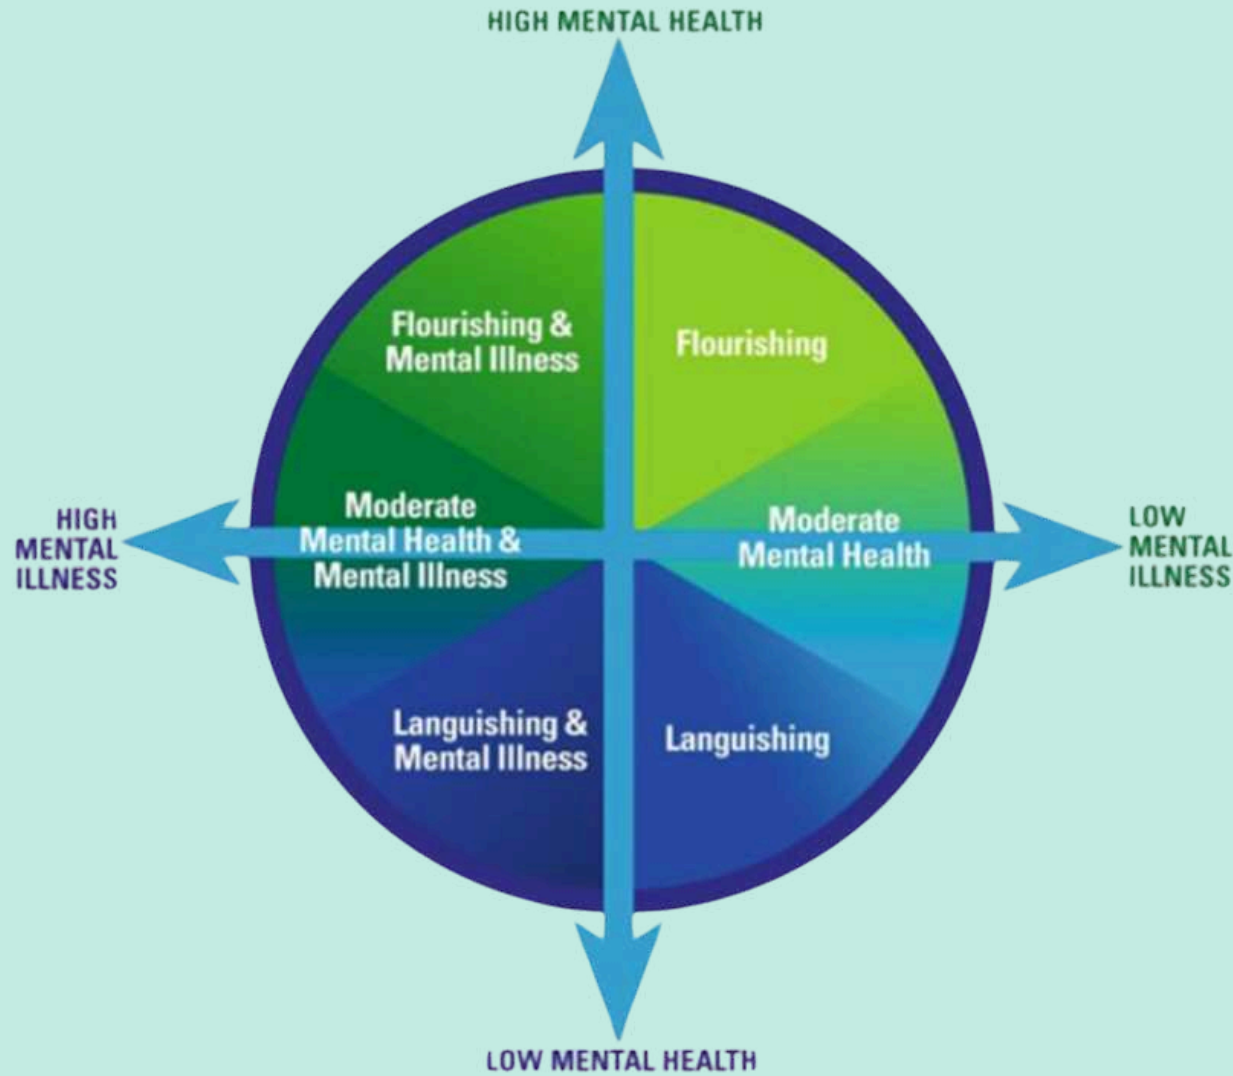 HIGH MENTAL HEALTH
Flourishing &
Mental Illness
Flourishing
HIGH
MENTAL
ILLNESS
Moderate
Mental Health &
Mental Illness
Moderate
Mental Health
LOW
MENTAL
ILLNESS
Languishing &
Mental Illness
Languishing
LOW MENTAL HEALTH